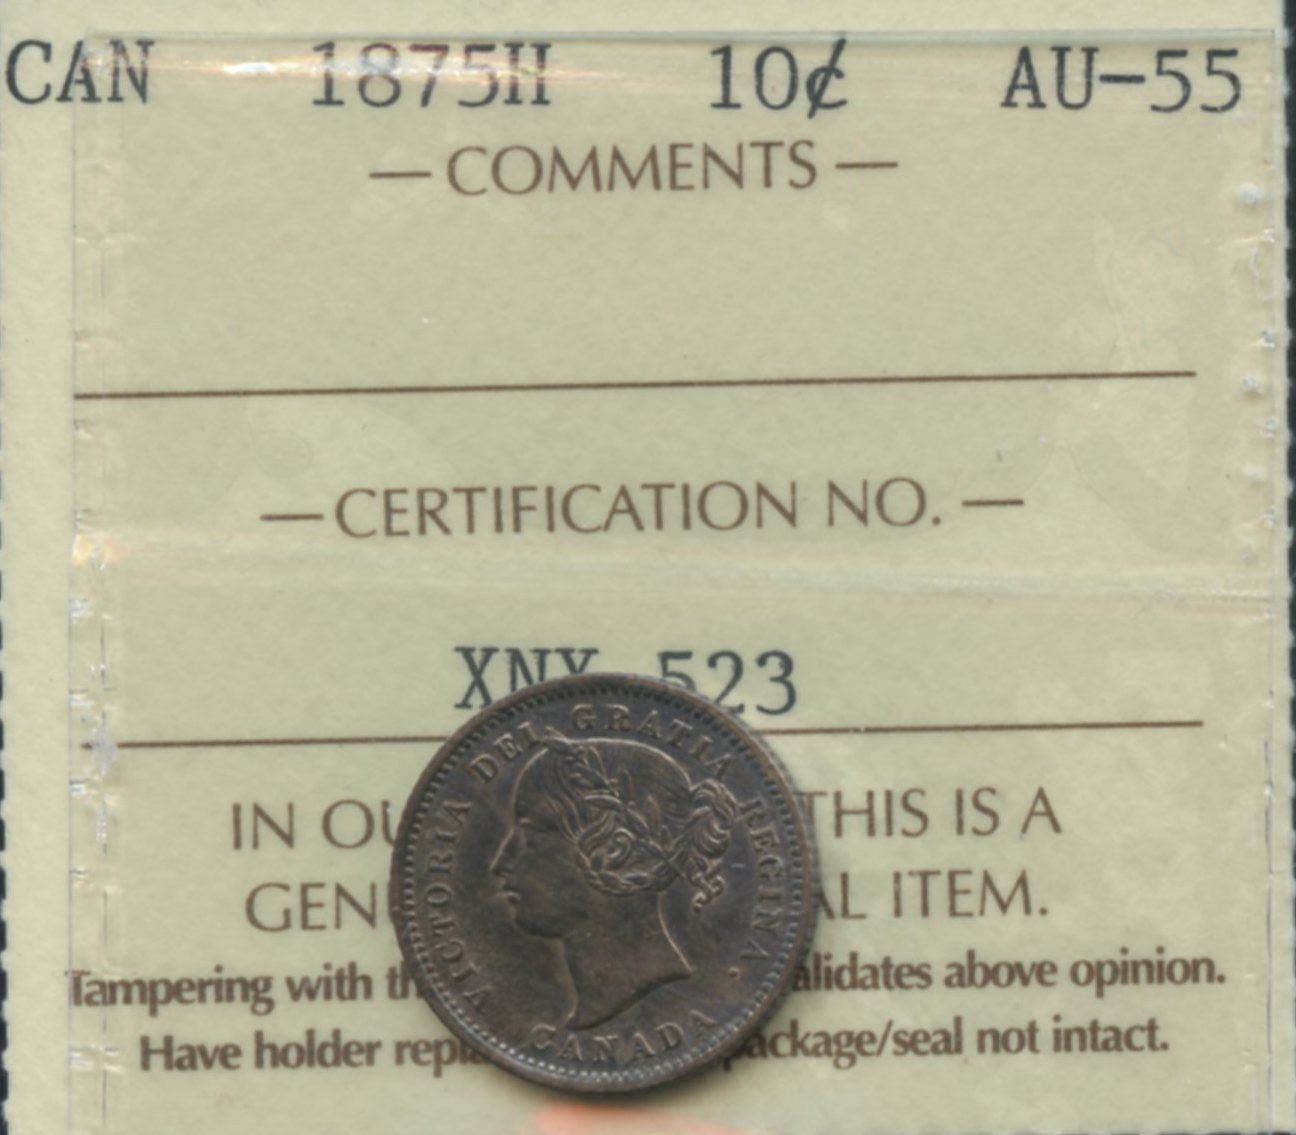 CAN 1875H 10¢ AU-55
— COMMENTS —
— CERTIFICATION NO. —
XNX 523
IN THIS IS A
ITEM.
Tampering with above opinion.
Have holder package/seal not intact.
VICTORIA DEI GRATIA REGINA.
CANADA